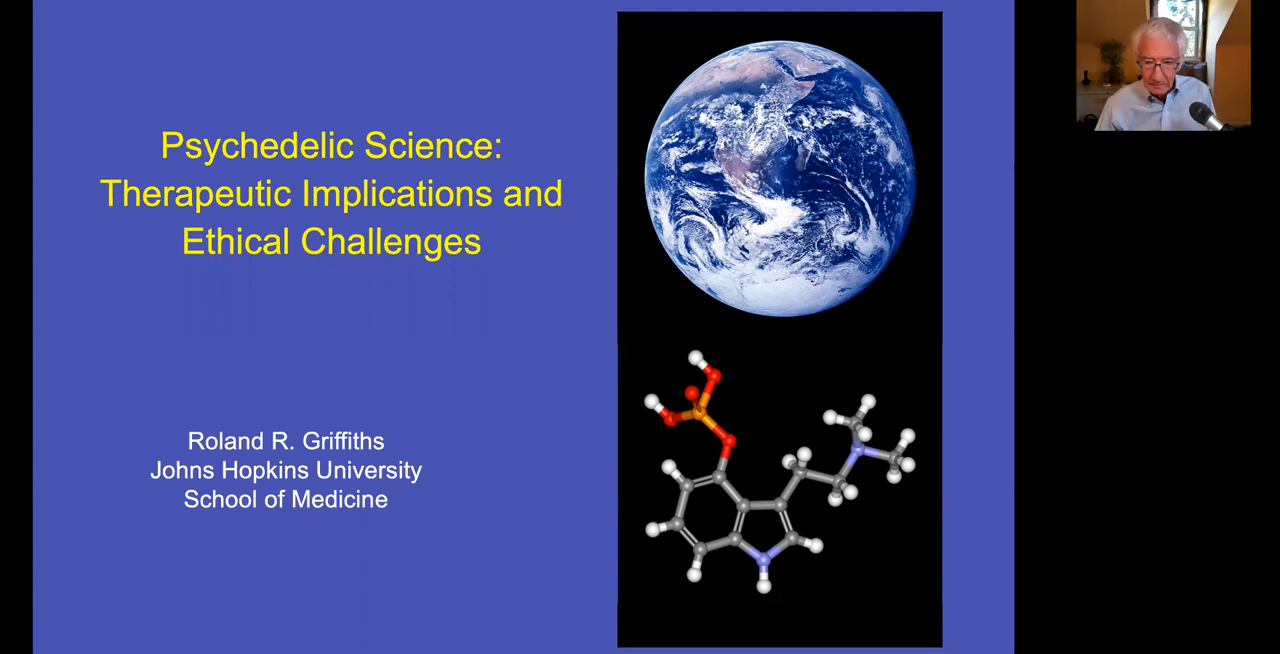 Psychedelic Science:
Therapeutic Implications and
Ethical Challenges
Roland R. Griffiths
Johns Hopkins University
School of Medicine